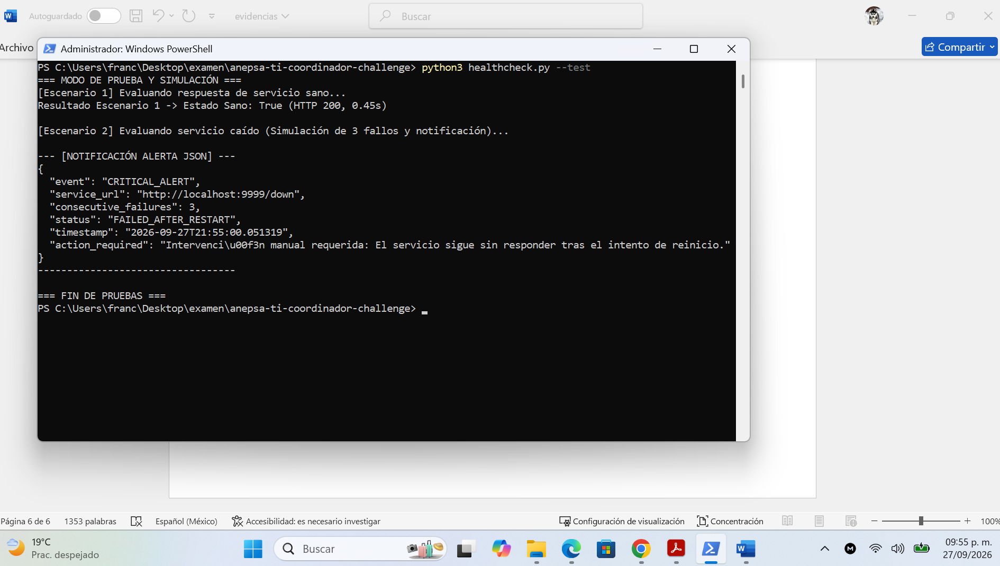 Autoguardado
evidencias
Buscar
Archivo
Compartir
Administrador: Windows PowerShell
PS C:\Users\franc\Desktop\examen\anepsa-ti-coordinador-challenge> python3 healthcheck.py --test
=== MODO DE PRUEBA Y SIMULACIÓN ===
[Escenario 1] Evaluando respuesta de servicio sano...
Resultado Escenario 1 -> Estado Sano: True (HTTP 200, 0.45s)
[Escenario 2] Evaluando servicio caído (Simulación de 3 fallos y notificación)...
--- [NOTIFICACIÓN ALERTA JSON] ---
{
  "event": "CRITICAL_ALERT",
  "service_url": "http://localhost:9999/down",
  "consecutive_failures": 3,
  "status": "FAILED_AFTER_RESTART",
  "timestamp": "2026-09-27T21:55:00.051319",
  "action_required": "Intervenci\u00f3n manual requerida: El servicio sigue sin responder tras el intento de reinicio."
}
----------------------------------
=== FIN DE PRUEBAS ===
PS C:\Users\franc\Desktop\examen\anepsa-ti-coordinador-challenge>
Página 6 de 6
1353 palabras
Español (México)
Accesibilidad: es necesario investigar
Configuración de visualización
Concentración
100%
19°C
Prac. despejado
Buscar
09:55 p. m.
27/09/2026